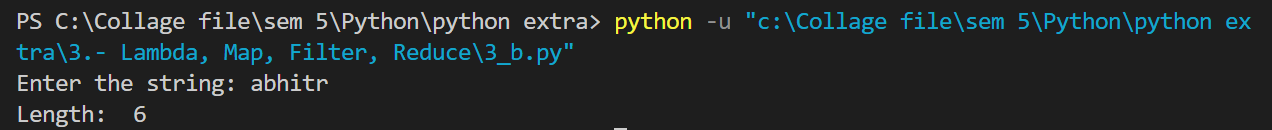 PS C:\Collage file\sem 5\Python\python extra> python -u "c:\Collage file\sem 5\Python\python ex
tra\3.- Lambda, Map, Filter, Reduce\3_b.py"
Enter the string: abhitr
Length:  6